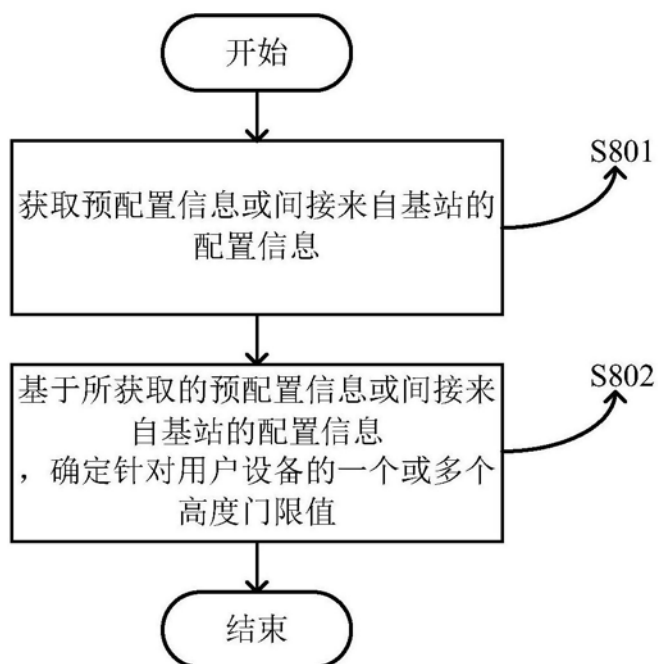 开始
S801
获取预配置信息或间接来自基站的
配置信息
S802
基于所获取的预配置信息或间接来
自基站的配置信息
，确定针对用户设备的一个或多个
高度门限值
结束